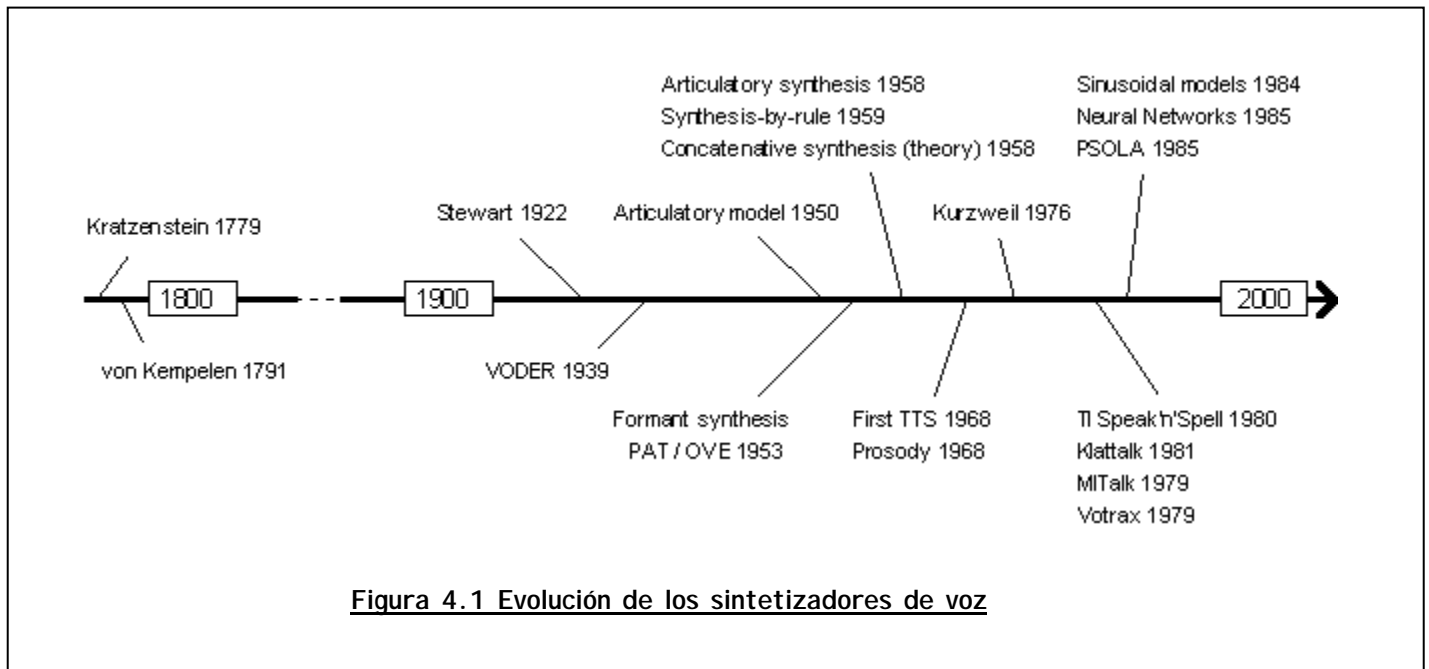 Articulatory synthesis 1958
Synthesis-by-rule 1959
Concatenative synthesis (theory) 1958
Sinusoidal models 1984
Neural Networks 1985
PSOLA 1985
Kratzenstein 1779
Stewart 1922
Articulatory model 1950
Kurzweil 1976
1800
1900
2000
von Kempelen 1791
VODER 1939
Formant synthesis
PAT / OVE 1953
First TTS 1968
Prosody 1968
TI Speak'n'Spell 1980
Klattalk 1981
MITalk 1979
Votrax 1979
Figura 4.1 Evolución de los sintetizadores de voz